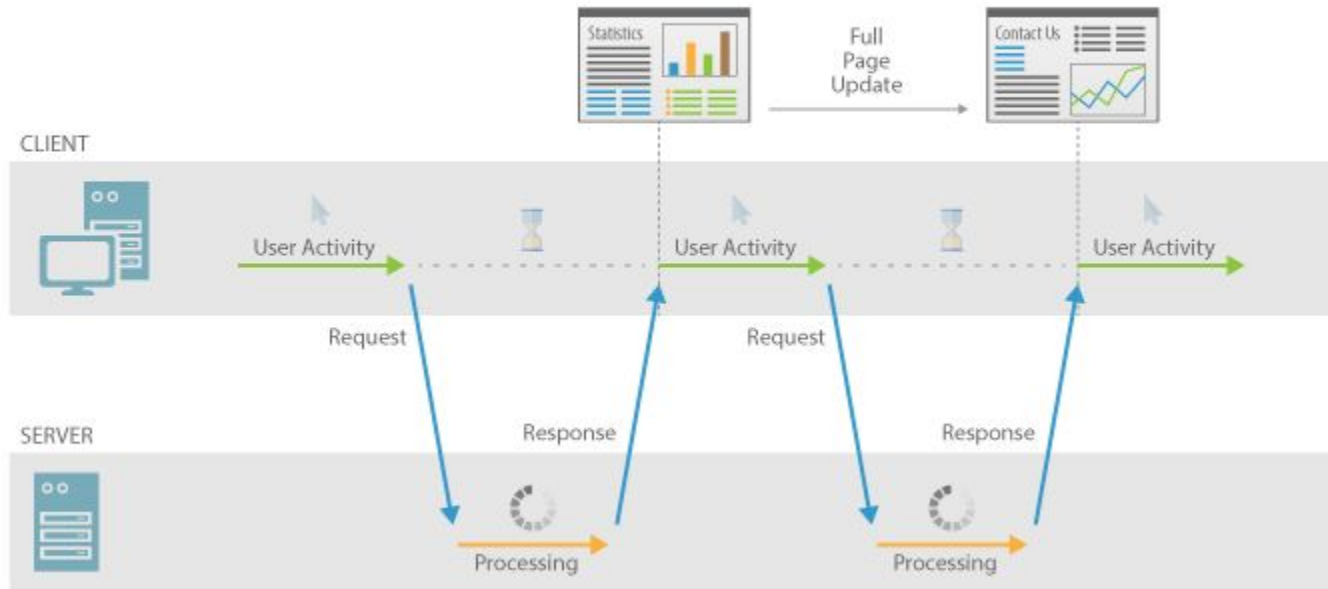 Statistics
Full
Page
Update
Contact Us
CLIENT
User Activity
User Activity
User Activity
Request
Request
Response
Response
SERVER
Processing
Processing